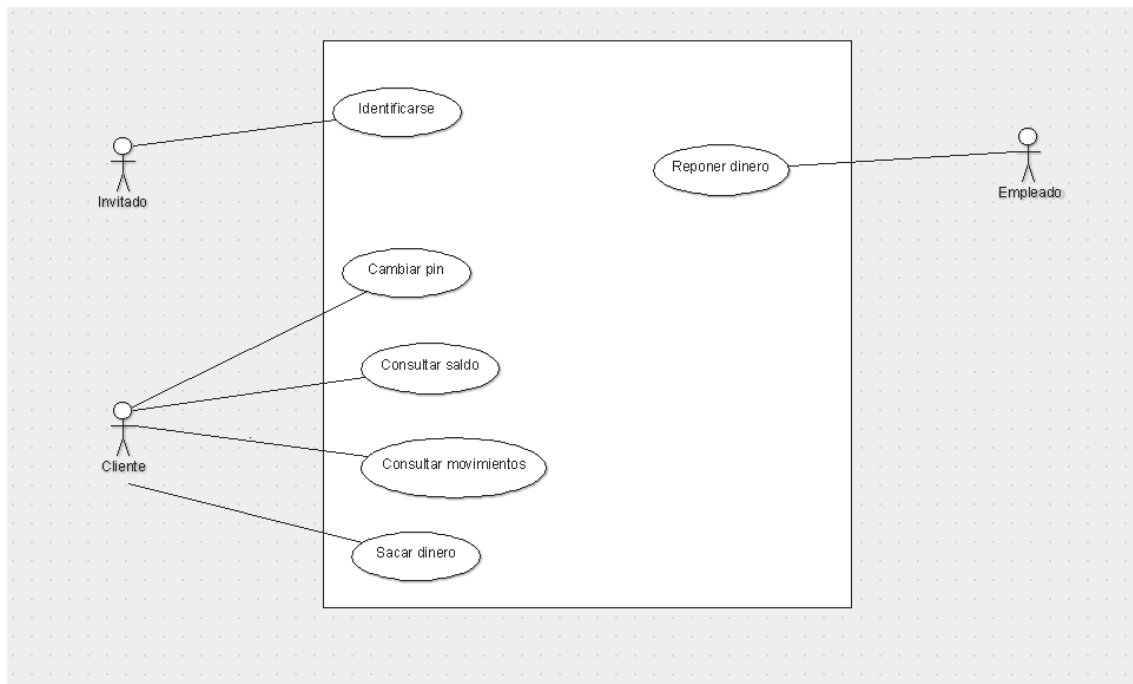 Identificarse
Reponer dinero
Invitado
Empleado
Cambiar pin
Consultar saldo
Consultar movimientos
Cliente
Sacar dinero